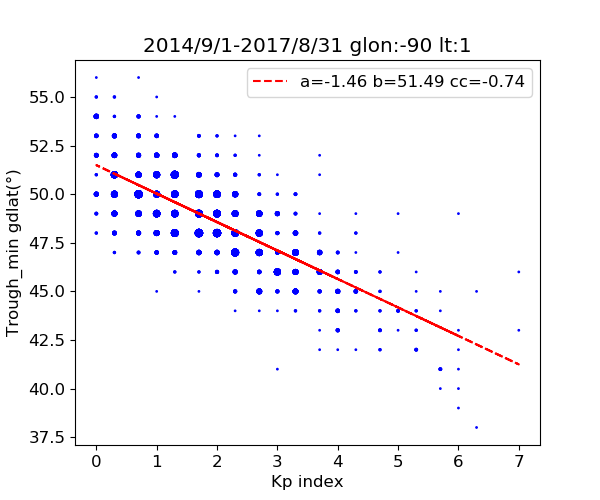 2014/9/1-2017/8/31 glon:-90 lt:1
a=-1.46 b=51.49 cc=-0.74
Trough_min gdlat(°)
55.0
52.5
50.0
47.5
45.0
42.5
40.0
37.5
0 1 2 3 4 5 6 7
Kp index